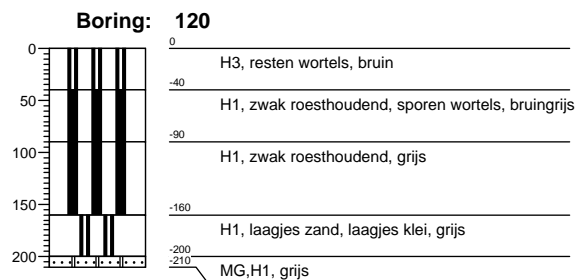 Boring: 120
0
0
H3, resten wortels, bruin
-40
50
H1, zwak roesthoudend, sporen wortels, bruingrijs
-90
100
H1, zwak roesthoudend, grijs
150
-160
H1, laagjes zand, laagjes klei, grijs
200
-200
-210
MG,H1, grijs